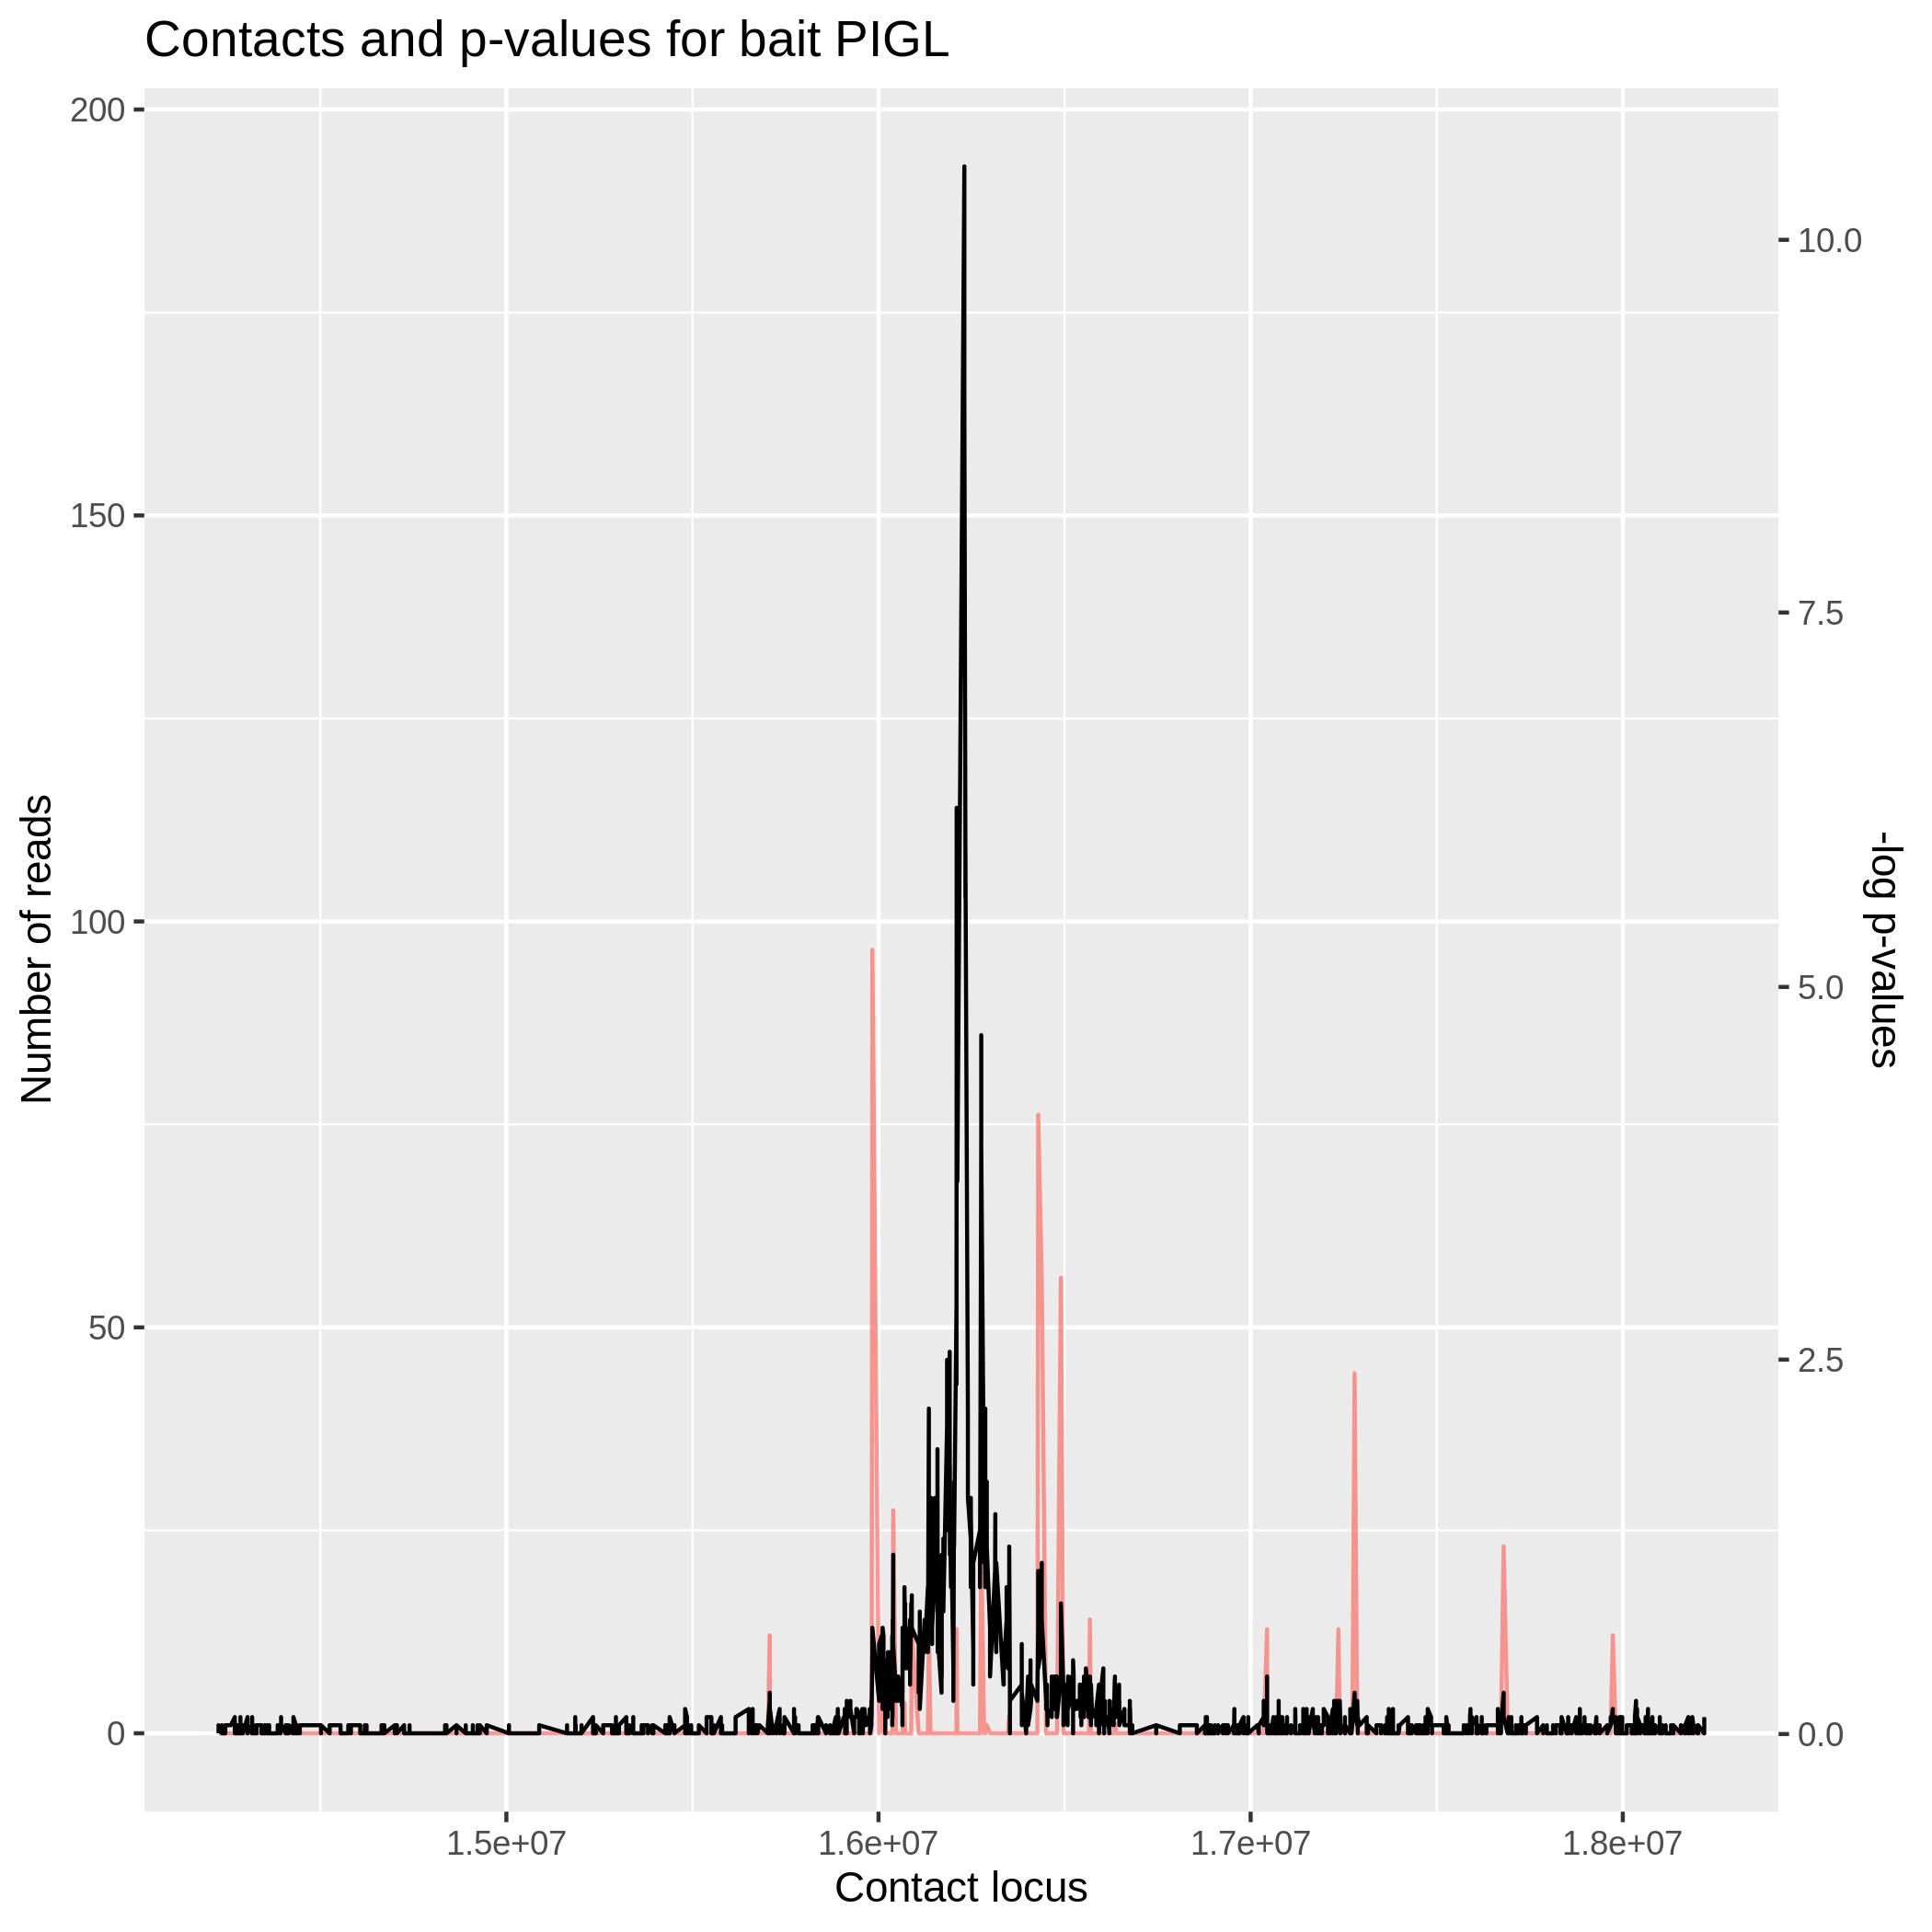 Contacts and p-values for bait PIGL
200
150
100
50
0
Number of reads
10.0
7.5
5.0
2.5
0.0
-log p-values
1.5e+07
1.6e+07
1.7e+07
1.8e+07
Contact locus